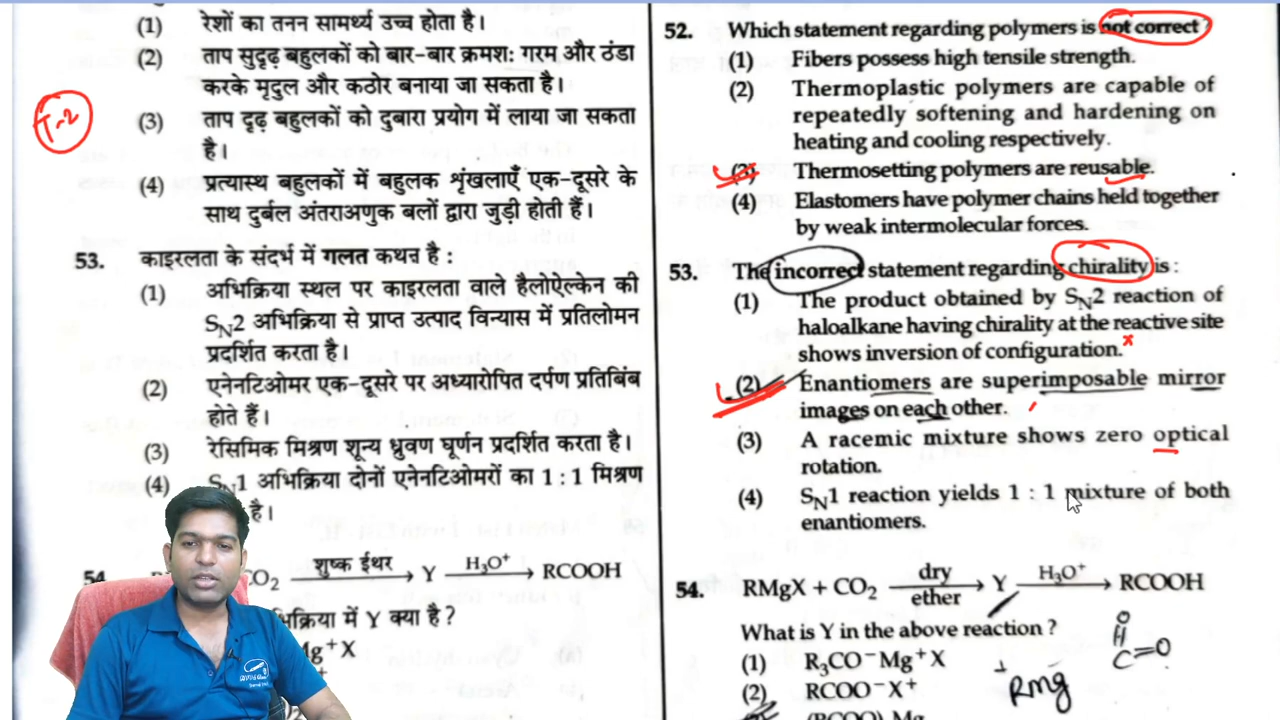 (1) रेशों का तनन सामर्थ्य उच्च होता है।
(2) ताप सुदृढ़ बहुलकों को बार-बार क्रमश: गरम और ठंडा
करके मृदुल और कठोर बनाया जा सकता है।
(3) ताप दृढ़ बहुलकों को दुबारा प्रयोग में लाया जा सकता
है।
(4) प्रत्यास्थ बहुलकों में बहुलक शृंखलाएँ एक-दूसरे के
साथ दुर्बल अंतराअणुक बलों द्वारा जुड़ी होती हैं।
53. काइरलता के संदर्भ में गलत कथन है :
(1) अभिक्रिया स्थल पर काइरलता वाले हैलोऐल्केन की
SN2 अभिक्रिया से प्राप्त उत्पाद विन्यास में प्रतिलोमन
प्रदर्शित करता है।
(2) एनेनटिओमर एक-दूसरे पर अध्यारोपित दर्पण प्रतिबिंब
होते हैं।
(3) रेसिमिक मिश्रण शून्य ध्रुवण घूर्णन प्रदर्शित करता है।
(4) SN1 अभिक्रिया दोनों एनेनटिओमरों का 1 : 1 मिश्रण
है।
54. CO2 शुष्क ईथर → Y H3O+ → RCOOH
भिक्रिया में Y क्या है ?
Mg+X
52. Which statement regarding polymers is not correct ?
(1) Fibers possess high tensile strength.
(2) Thermoplastic polymers are capable of
repeatedly softening and hardening on
heating and cooling respectively.
(3) Thermosetting polymers are reusable.
(4) Elastomers have polymer chains held together
by weak intermolecular forces.
53. The incorrect statement regarding chirality is :
(1) The product obtained by SN2 reaction of
haloalkane having chirality at the reactive site
shows inversion of configuration.
(2) Enantiomers are superimposable mirror
images on each other.
(3) A racemic mixture shows zero optical
rotation.
(4) SN1 reaction yields 1 : 1 mixture of both
enantiomers.
54. RMgX + CO2 dry ether → Y H3O+ → RCOOH
What is Y in the above reaction ?
(1) R3CO-Mg+X
(2) RCOO-X+
O
C=O
RMg